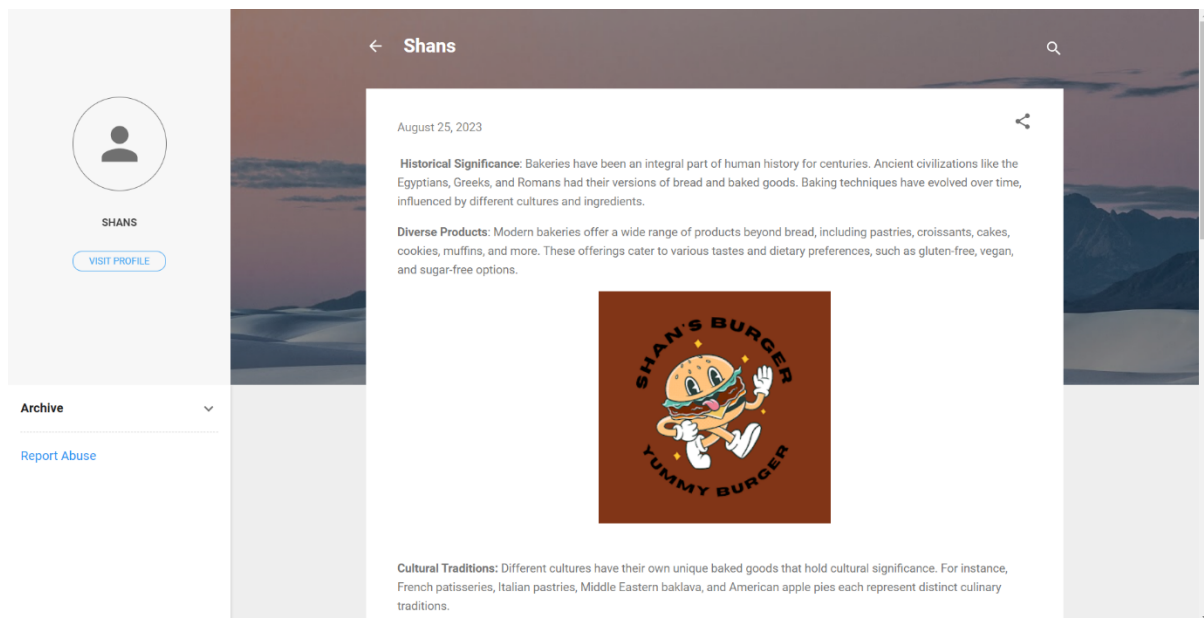 Shans
SHANS
VISIT PROFILE
Archive
Report Abuse
August 25, 2023
Historical Significance: Bakeries have been an integral part of human history for centuries. Ancient civilizations like the
Egyptians, Greeks, and Romans had their versions of bread and baked goods. Baking techniques have evolved over time,
influenced by different cultures and ingredients.
Diverse Products: Modern bakeries offer a wide range of products beyond bread, including pastries, croissants, cakes,
cookies, muffins, and more. These offerings cater to various tastes and dietary preferences, such as gluten-free, vegan,
and sugar-free options.
SHAN'S BURGER
YUMMY BURGER
Cultural Traditions: Different cultures have their own unique baked goods that hold cultural significance. For instance,
French patisseries, Italian pastries, Middle Eastern baklava, and American apple pies each represent distinct culinary
traditions.